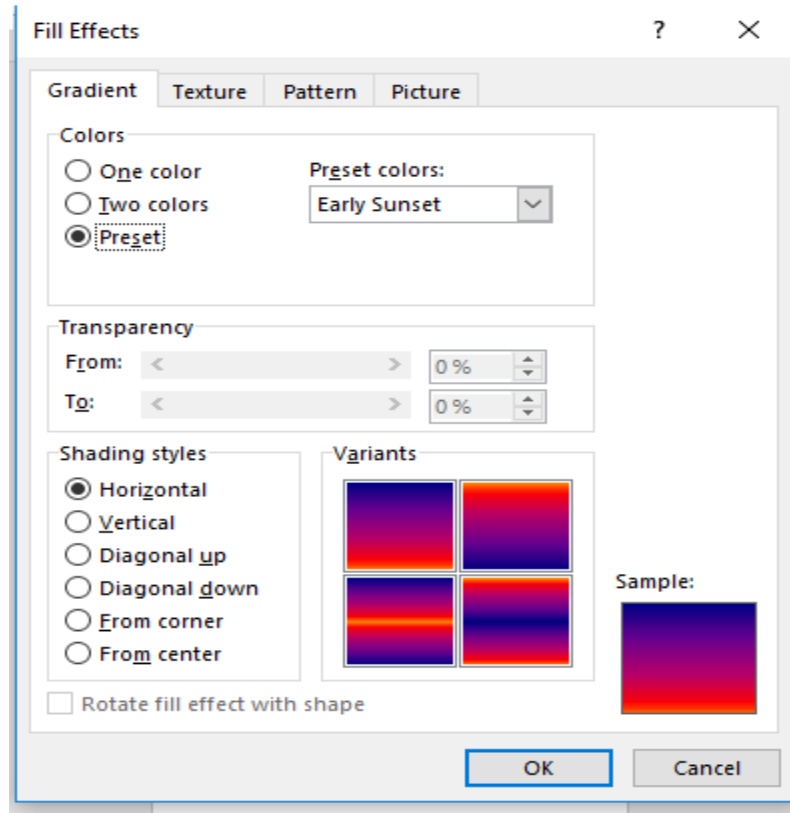 Fill Effects
Gradient Texture Pattern Picture
Colors
One color
Two colors
Preset
Preset colors:
Early Sunset
Transparency
From: 0 %
To: 0 %
Shading styles
Horizontal
Vertical
Diagonal up
Diagonal down
From corner
From center
Variants
Sample:
Rotate fill effect with shape
OK Cancel